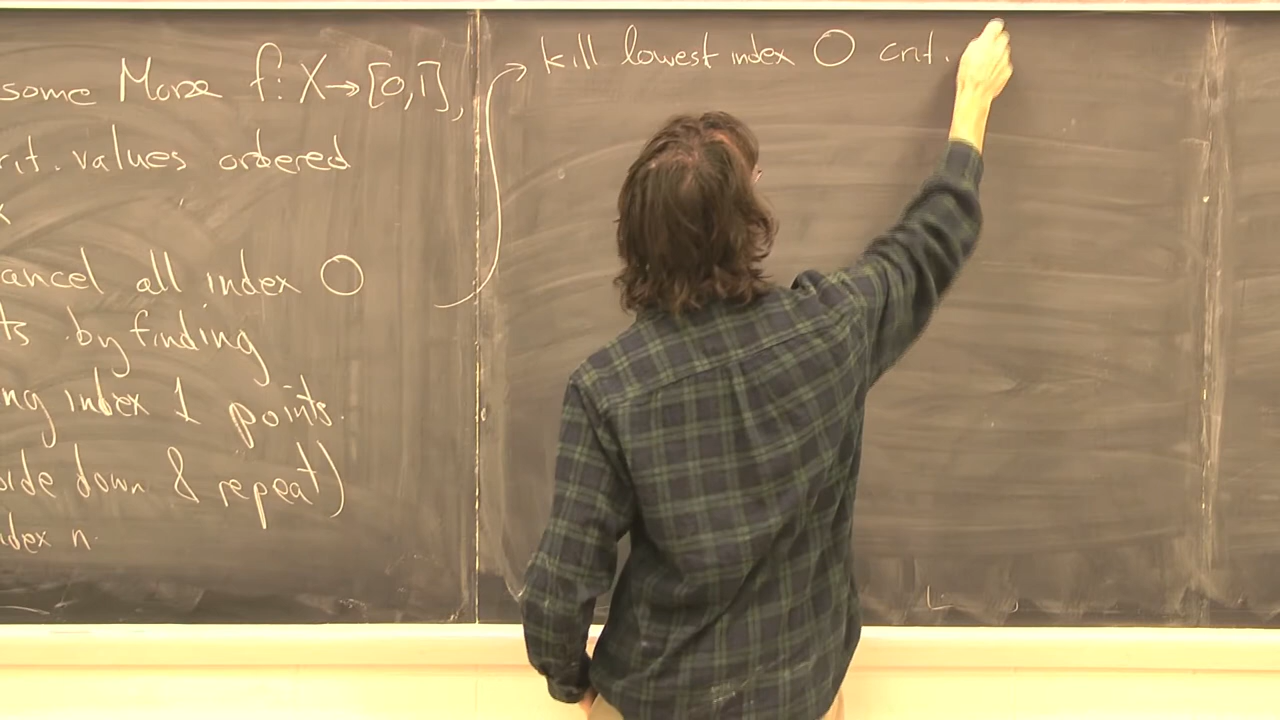 some Morse f: X→[0,1],
rit. values ordered
x
ancel all index 0
ts by finding
ng index 1 points.
ide down & repeat)
dex n.
kill lowest index 0 crit.